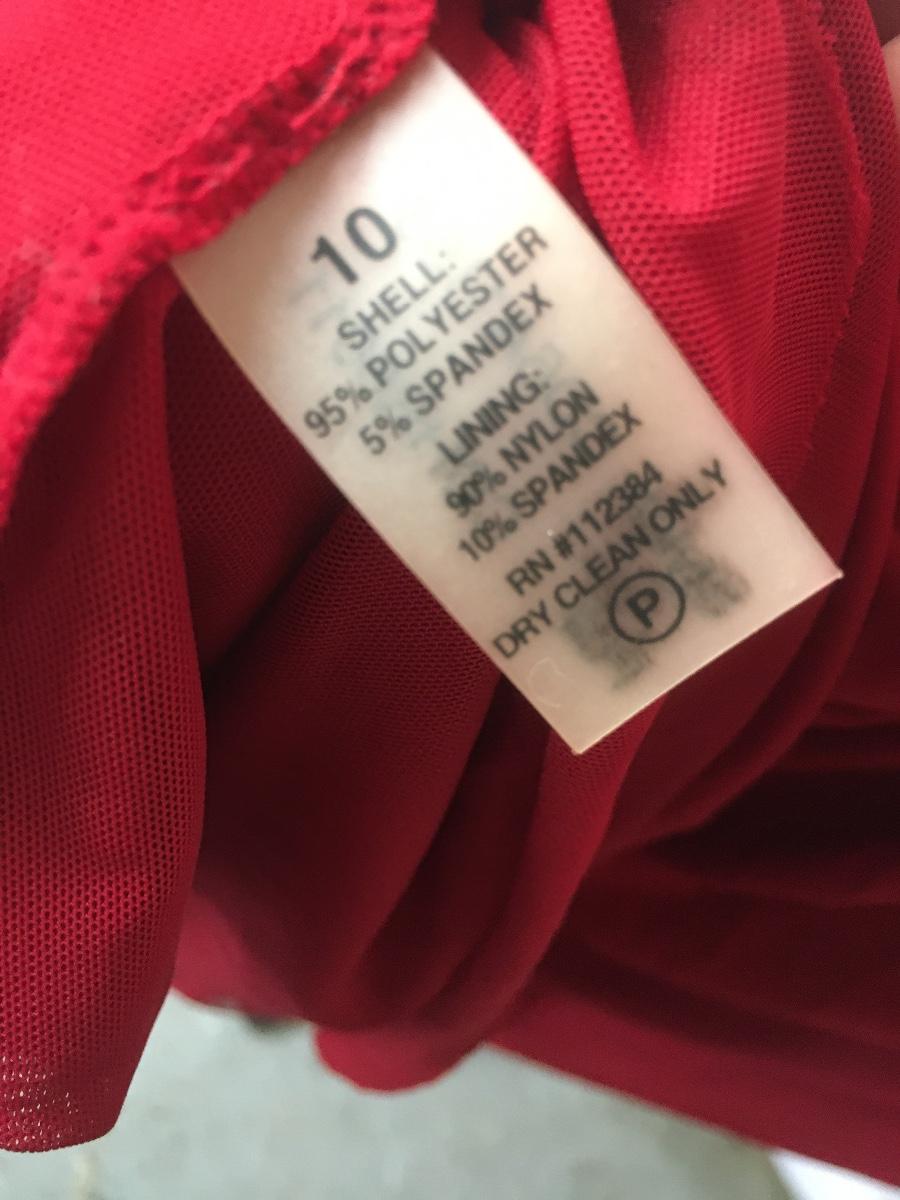 10
SHELL:
95% POLYESTER
5% SPANDEX
LINING:
90% NYLON
10% SPANDEX
RN #112384
DRY CLEAN ONLY
P